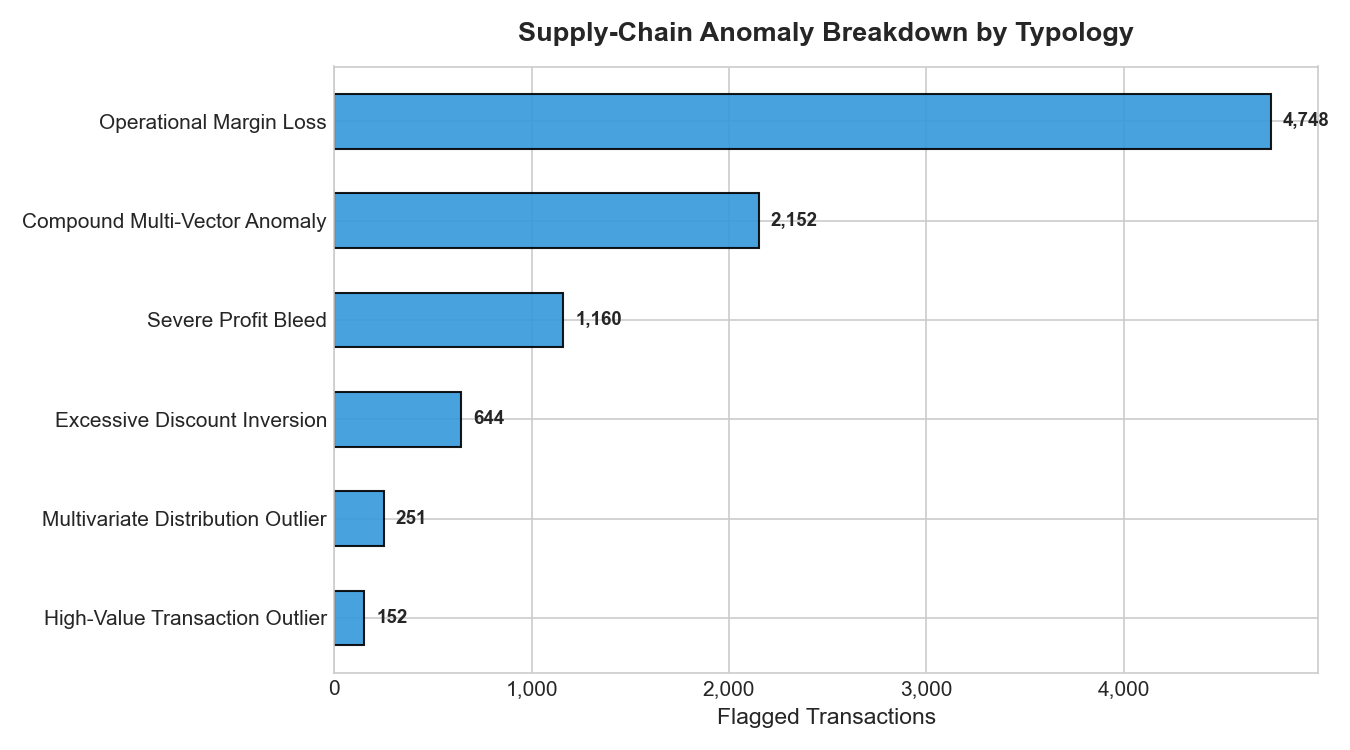 Supply-Chain Anomaly Breakdown by Typology
Operational Margin Loss 4,748
Compound Multi-Vector Anomaly 2,152
Severe Profit Bleed 1,160
Excessive Discount Inversion 644
Multivariate Distribution Outlier 251
High-Value Transaction Outlier 152
0 1,000 2,000 3,000 4,000
Flagged Transactions